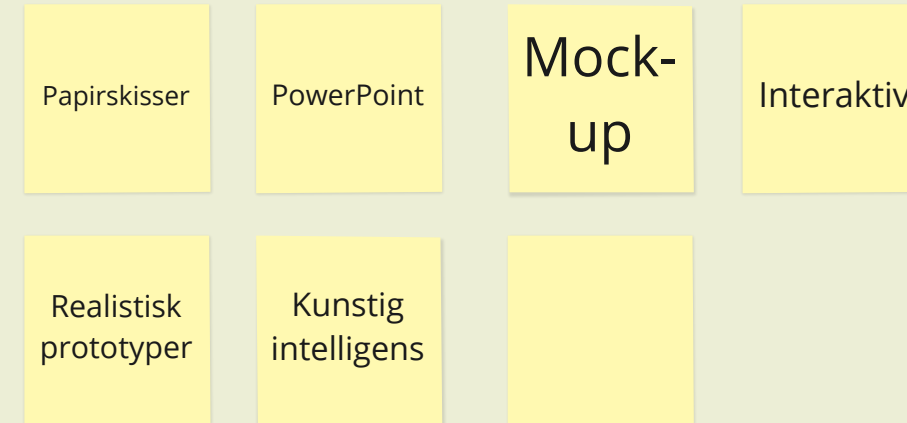 Papirskisser
PowerPoint
Mock-
up
Interaktiv
Realistisk
prototyper
Kunstig
intelligens